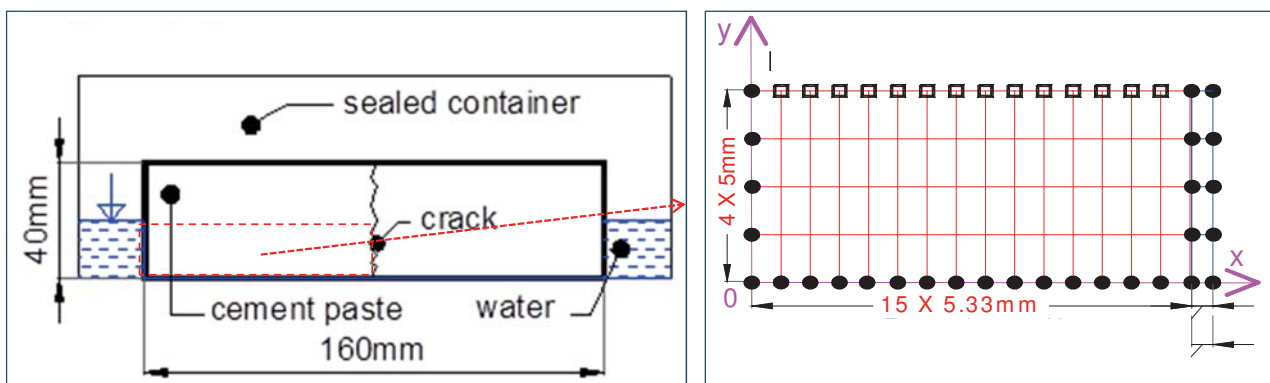 sealed container
40mm
crack
cement paste
water
160mm
y
4 X 5mm
0
15 X 5.33mm
x